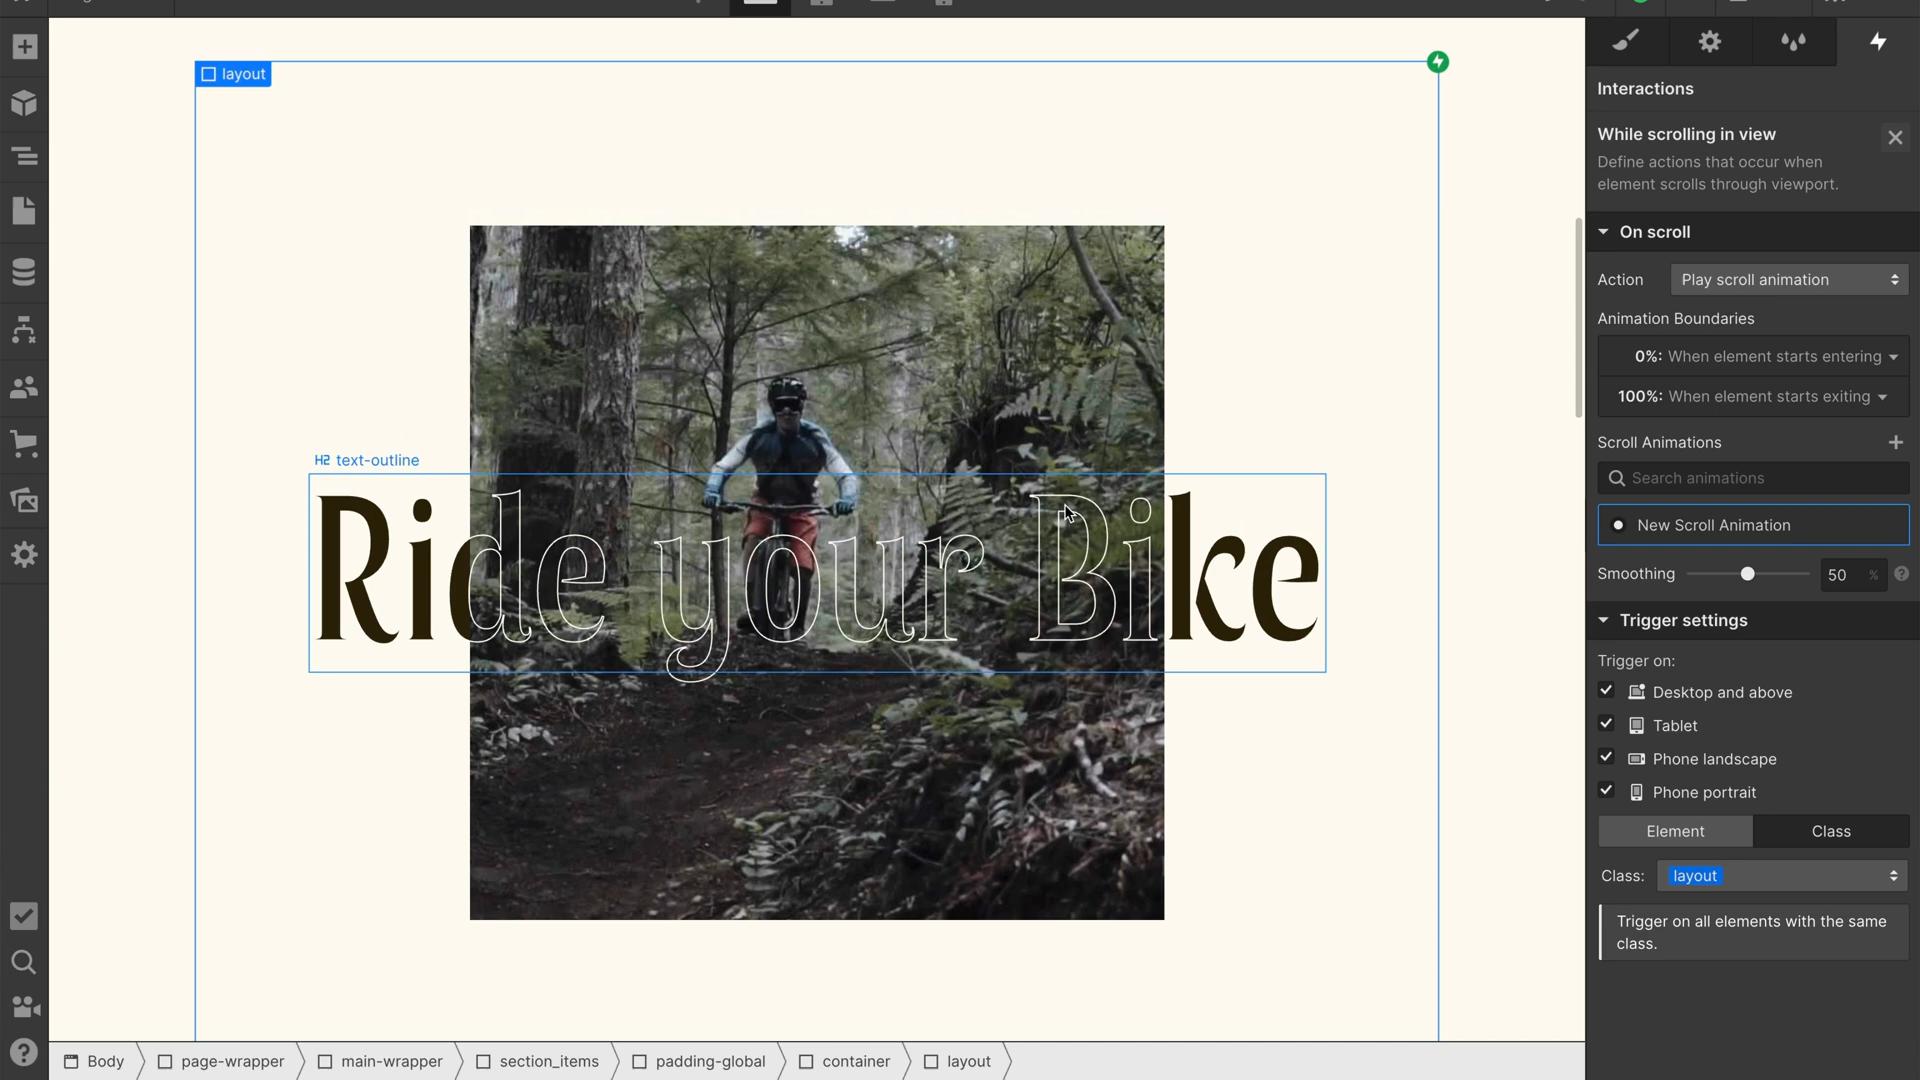 layout
H2 text-outline
Ride your Bike
Body
page-wrapper
main-wrapper
section_items
padding-global
container
layout
Interactions
While scrolling in view
Define actions that occur when
element scrolls through viewport.
On scroll
Action
Play scroll animation
Animation Boundaries
0%: When element starts entering
100%: When element starts exiting
Scroll Animations
Search animations
New Scroll Animation
Smoothing
50 %
Trigger settings
Trigger on:
Desktop and above
Tablet
Phone landscape
Phone portrait
Element
Class
Class:
layout
Trigger on all elements with the same
class.